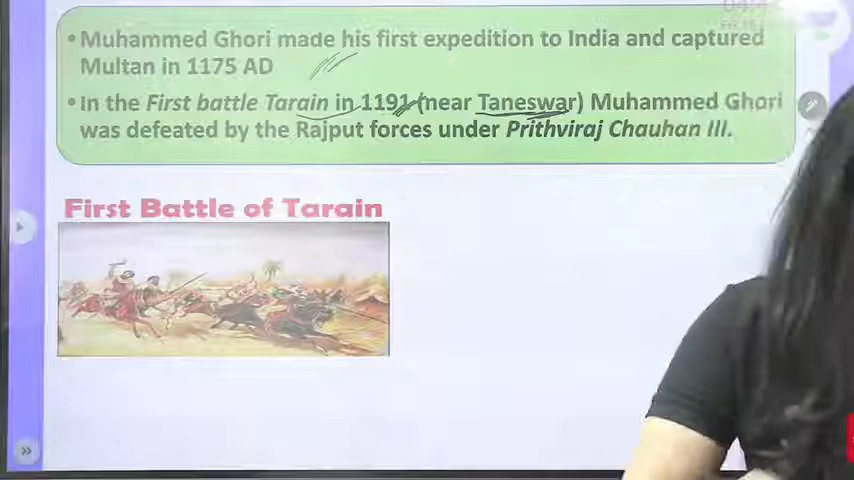 • Muhammed Ghori made his first expedition to India and captured
Multan in 1175 AD
• In the First battle Tarain in 1191 (near Taneswar) Muhammed Ghori
was defeated by the Rajput forces under Prithviraj Chauhan III.
First Battle of Tarain